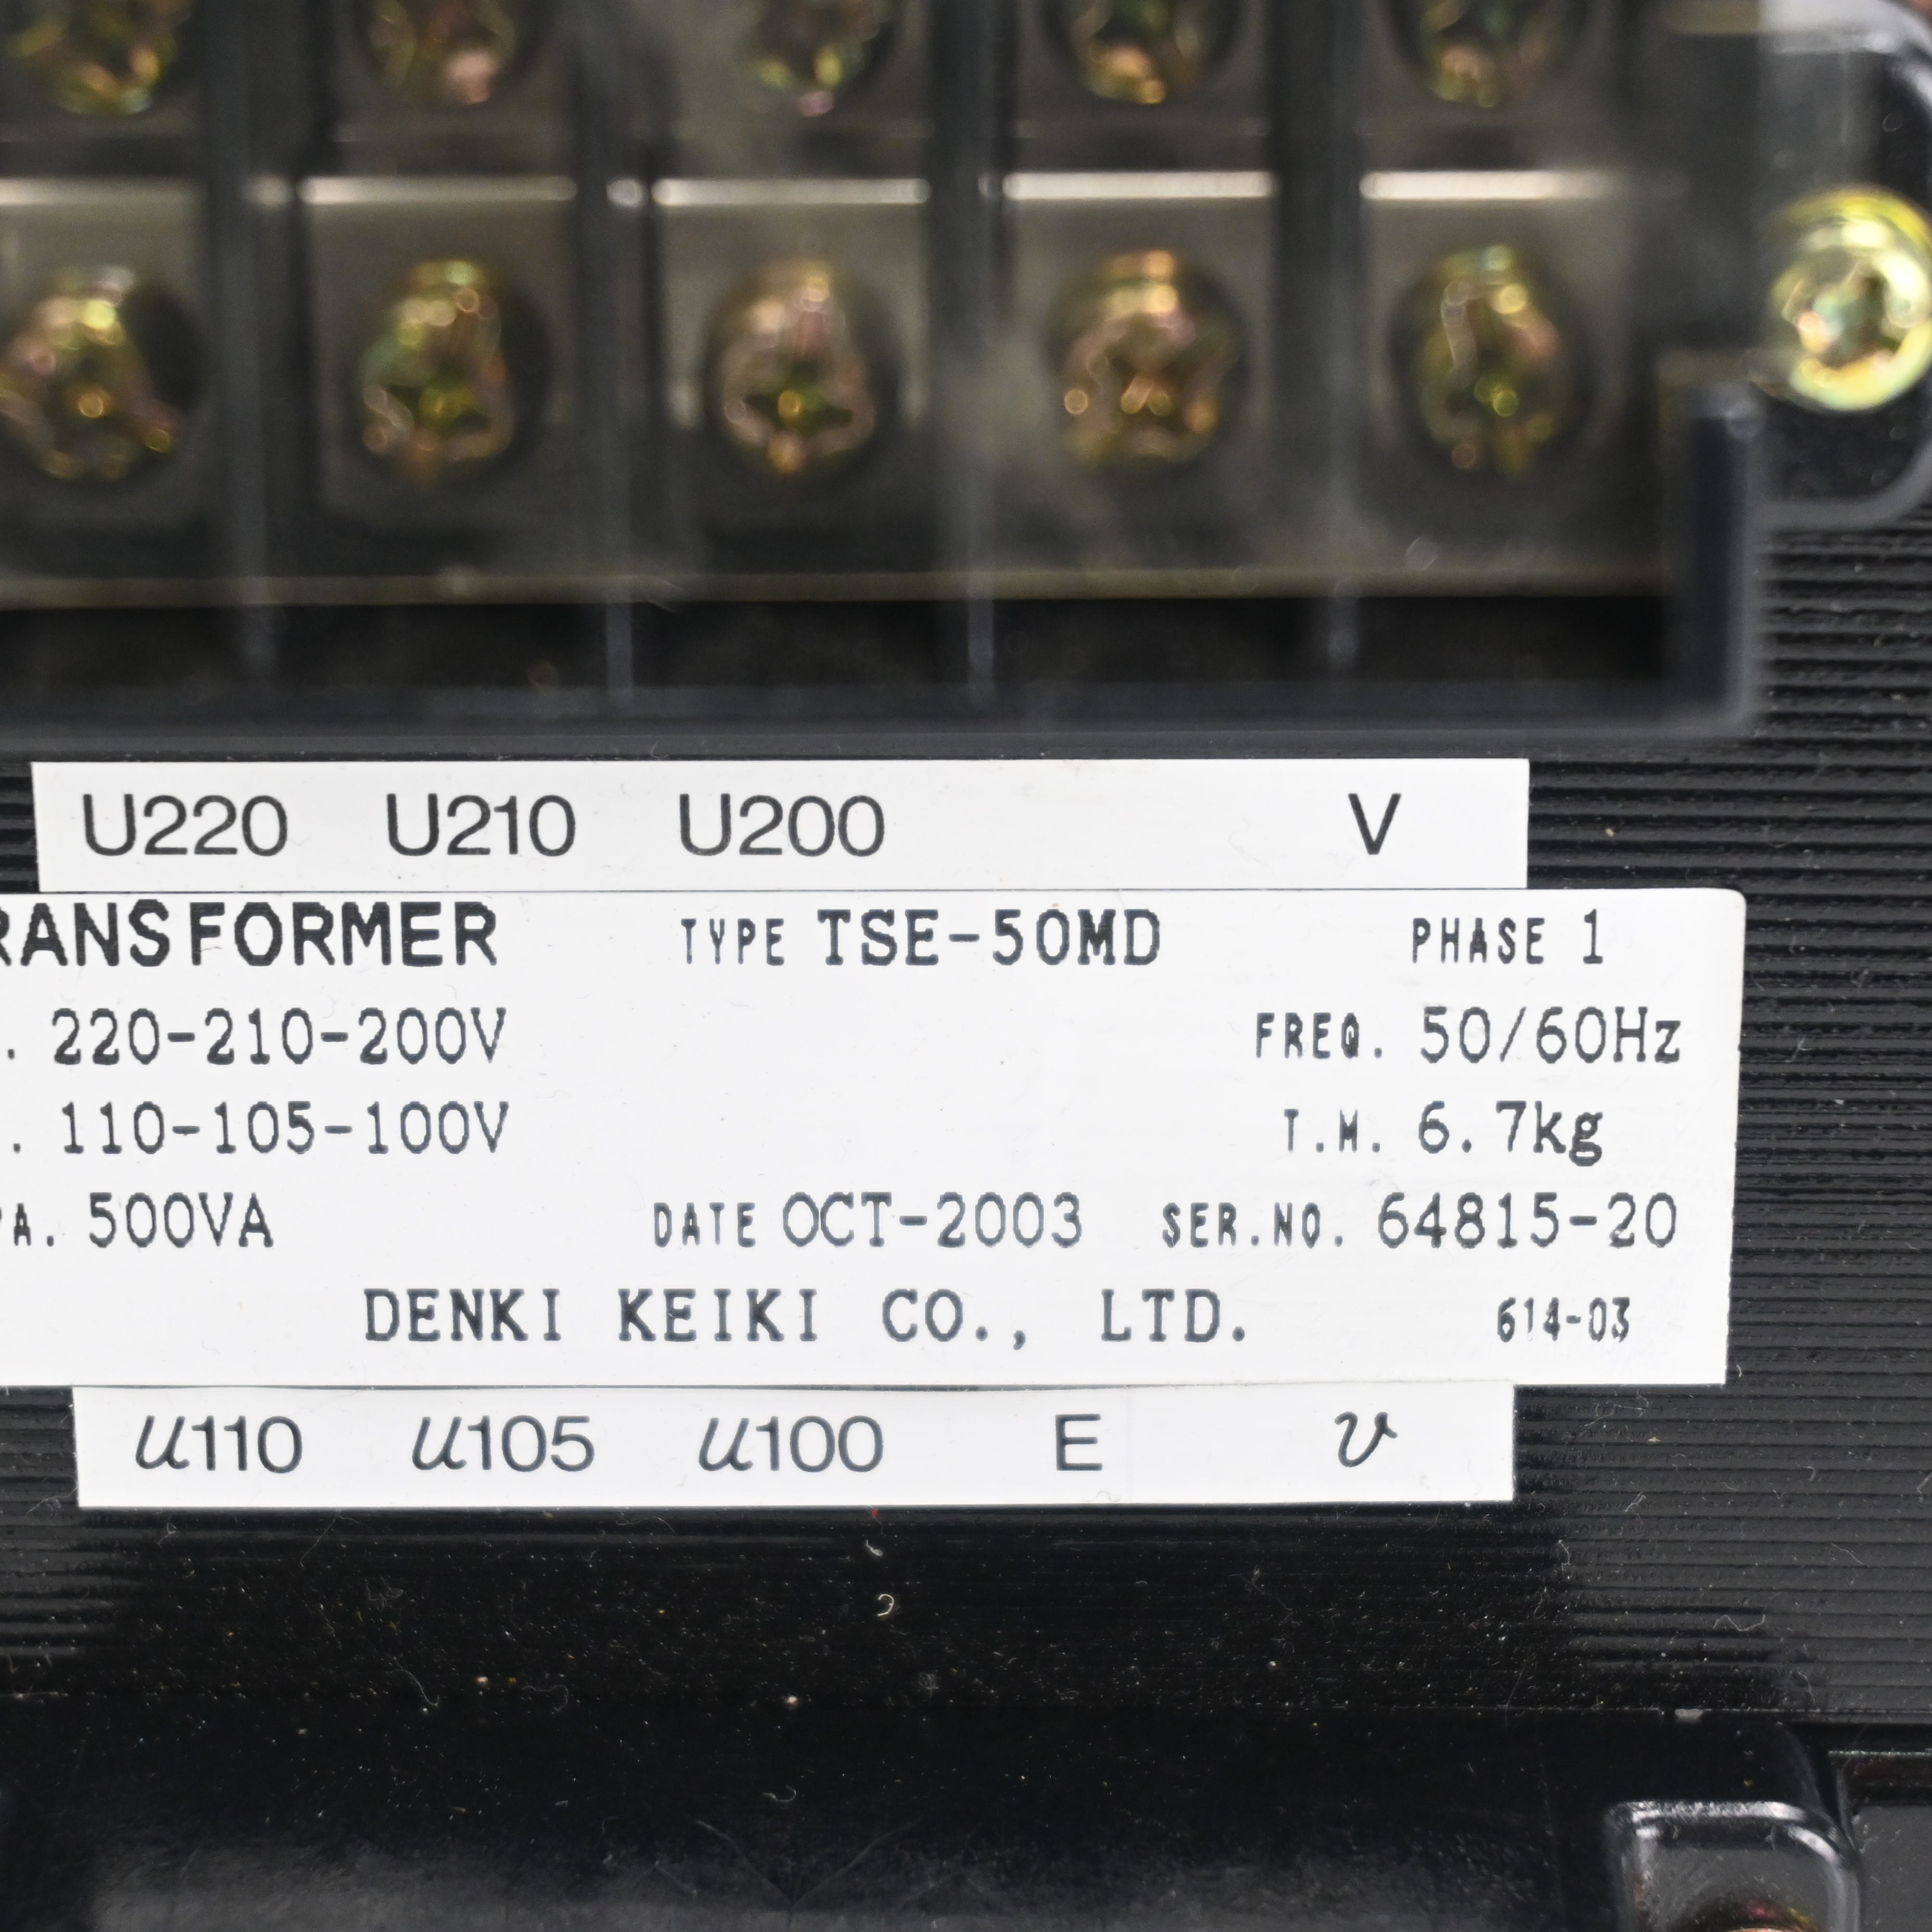 U220 U210 U200 V
RANSFORMER TYPE TSE-50MD PHASE 1
. 220-210-200V FREQ. 50/60Hz
. 110-105-100V T.M. 6.7kg
PA. 500VA DATE OCT-2003 SER.NO. 64815-20
DENKI KEIKI CO., LTD. 614-03
u110 u105 u100 E v